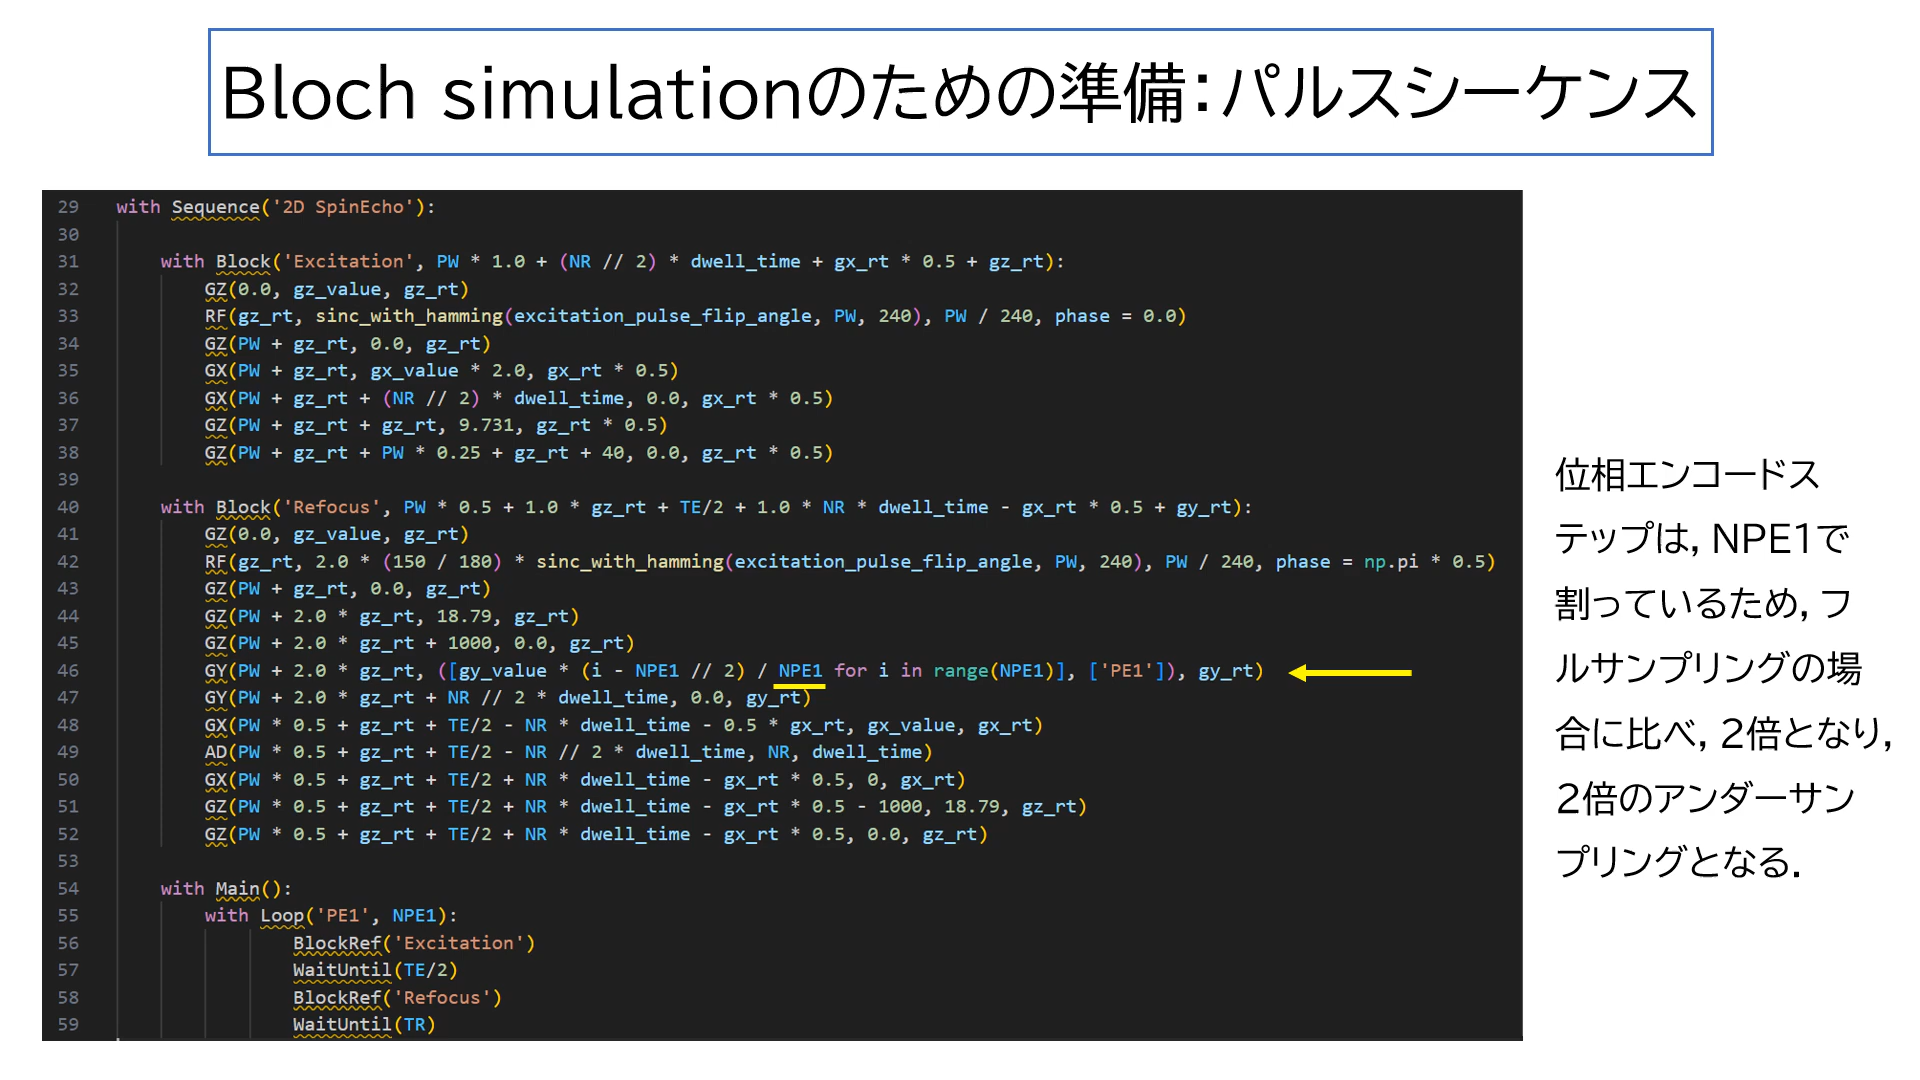 Bloch simulationのための準備：パルスシーケンス
29 with Sequence('2D SpinEcho'):
30
31 with Block('Excitation', PW * 1.0 + (NR // 2) * dwell_time + gx_rt * 0.5 + gz_rt):
32 GZ(0.0, gz_value, gz_rt)
33 RF(gz_rt, sinc_with_hamming(excitation_pulse_flip_angle, PW, 240), PW / 240, phase = 0.0)
34 GZ(PW + gz_rt, 0.0, gz_rt)
35 GX(PW + gz_rt, gx_value * 2.0, gx_rt * 0.5)
36 GX(PW + gz_rt + (NR // 2) * dwell_time, 0.0, gx_rt * 0.5)
37 GZ(PW + gz_rt + gz_rt, 9.731, gz_rt * 0.5)
38 GZ(PW + gz_rt + PW * 0.25 + gz_rt + 40, 0.0, gz_rt * 0.5)
39
40 with Block('Refocus', PW * 0.5 + 1.0 * gz_rt + TE/2 + 1.0 * NR * dwell_time - gx_rt * 0.5 + gy_rt):
41 GZ(0.0, gz_value, gz_rt)
42 RF(gz_rt, 2.0 * (150 / 180) * sinc_with_hamming(excitation_pulse_flip_angle, PW, 240), PW / 240, phase = np.pi * 0.5)
43 GZ(PW + gz_rt, 0.0, gz_rt)
44 GZ(PW + 2.0 * gz_rt, 18.79, gz_rt)
45 GZ(PW + 2.0 * gz_rt + 1000, 0.0, gz_rt)
46 GY(PW + 2.0 * gz_rt, ([gy_value * (i - NPE1 // 2) / NPE1 for i in range(NPE1)], ['PE1']), gy_rt)
47 GY(PW + 2.0 * gz_rt + NR // 2 * dwell_time, 0.0, gy_rt)
48 GX(PW * 0.5 + gz_rt + TE/2 - NR * dwell_time - 0.5 * gx_rt, gx_value, gx_rt)
49 AD(PW * 0.5 + gz_rt + TE/2 - NR // 2 * dwell_time, NR, dwell_time)
50 GX(PW * 0.5 + gz_rt + TE/2 + NR * dwell_time - gx_rt * 0.5, 0, gx_rt)
51 GZ(PW * 0.5 + gz_rt + TE/2 + NR * dwell_time - gx_rt * 0.5 - 1000, 18.79, gz_rt)
52 GZ(PW * 0.5 + gz_rt + TE/2 + NR * dwell_time - gx_rt * 0.5, 0.0, gz_rt)
53
54 with Main():
55 with Loop('PE1', NPE1):
56 BlockRef('Excitation')
57 WaitUntil(TE/2)
58 BlockRef('Refocus')
59 WaitUntil(TR)
位相エンコードス
テップは，NPE1で
割っているため，フ
ルサンプリングの場
合に比べ，2倍となり，
2倍のアンダーサン
プリングとなる．